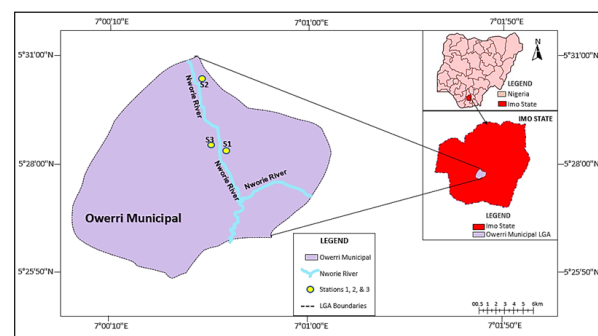 7°00'10"E
7°01'00"E
7°01'50"E
5°31'00"N
5°31'00"N
5°28'00"N
5°28'00"N
5°25'50"N
5°25'50"N
S2
Nworie River
S3
S1
Nworie River
Nworie River
Owerri Municipal
N
LEGEND
Nigeria
Imo State
IMO STATE
LEGEND
Imo State
Owerri Municipal LGA
LEGEND
Owerri Municipal
Nworie River
Stations 1, 2, & 3
LGA Boundaries
00.5 1 2 3 4 5 6km
7°00'10"E
7°01'00"E
7°01'50"E